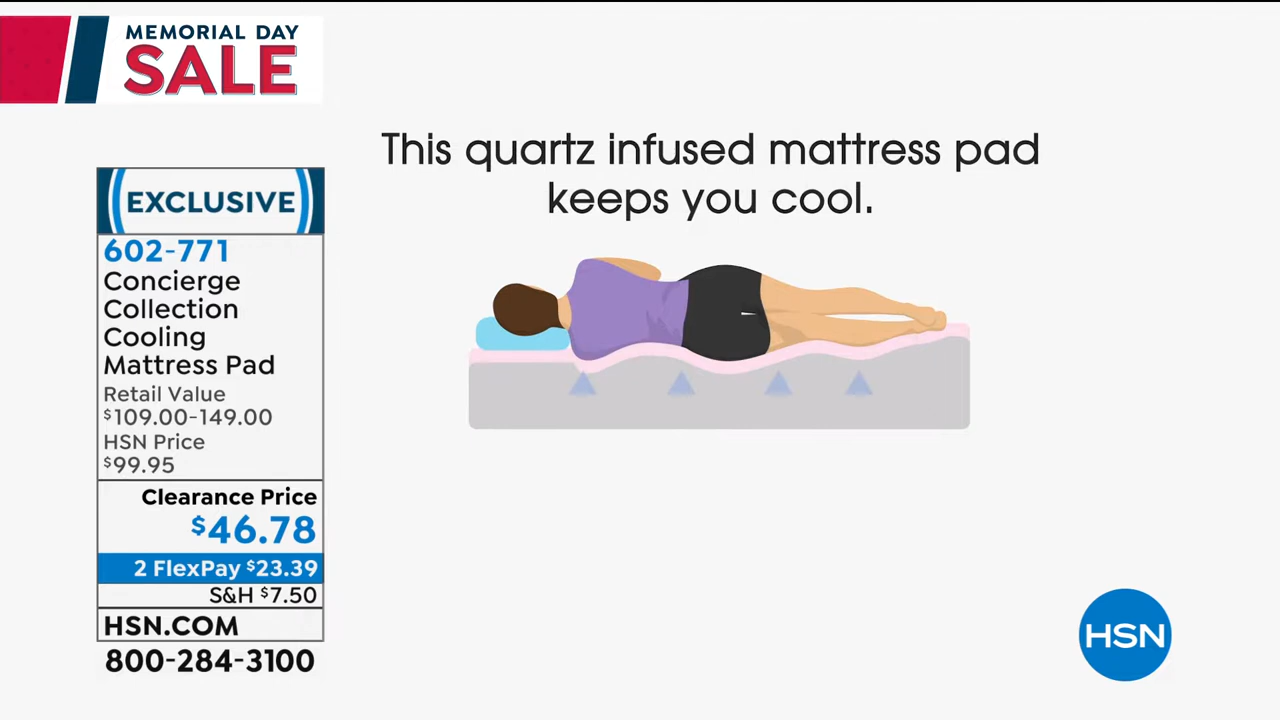 MEMORIAL DAY
SALE
This quartz infused mattress pad
keeps you cool.
EXCLUSIVE
602-771
Concierge
Collection
Cooling
Mattress Pad
Retail Value
$109.00-149.00
HSN Price
$99.95
Clearance Price
$46.78
2 FlexPay $23.39
S&H $7.50
HSN.COM
800-284-3100
HSN